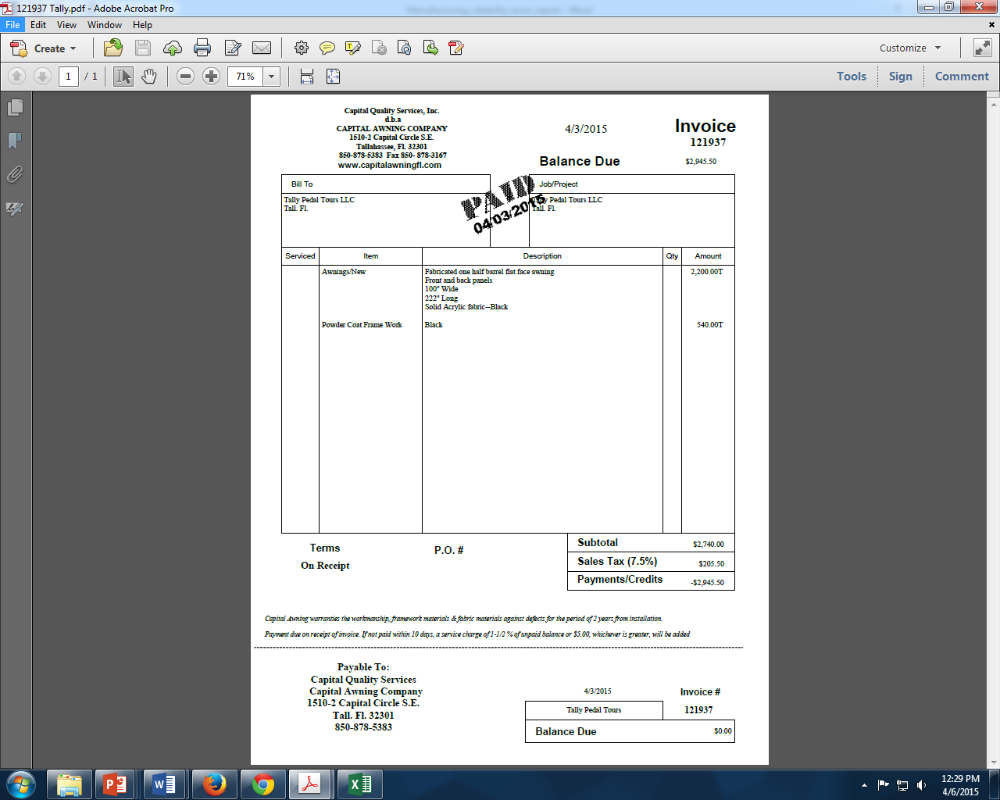 121937 Tally.pdf - Adobe Acrobat Pro
File Edit View Window Help
Create Customize
1 / 1 71% Tools Sign Comment
Capital Quality Services, Inc.
d.b.a
CAPITAL AWNING COMPANY
1510-2 Capital Circle S.E.
Tallahassee, Fl. 32301
850-878-5383 Fax 850- 878-3167
www.capitalawningfl.com
4/3/2015
Invoice
121937
Balance Due $2,945.50
Bill To
Tally Pedal Tours LLC
Tall. Fl.
PAID
04/03/2015
Job/Project
Tally Pedal Tours LLC
Tall. Fl.
Serviced Item Description Qty Amount
Awnings/New Fabricated one half barrel flat face awning 2,200.00T
Front and back panels
100" Wide
222" Long
Solid Acrylic fabric--Black
Powder Coat Frame Work Black 540.00T
Terms
On Receipt
P.O. #
Subtotal $2,740.00
Sales Tax (7.5%) $205.50
Payments/Credits -$2,945.50
Capital Awning warranties the workmanship, framework materials & fabric materials against defects for the period of 2 years from installation.
Payment due on receipt of invoice. If not paid within 10 days, a service charge of 1-1/2 % of unpaid balance or $5.00, whichever is greater, will be added
Payable To:
Capital Quality Services
Capital Awning Company
1510-2 Capital Circle S.E.
Tall. Fl. 32301
850-878-5383
4/3/2015 Invoice #
Tally Pedal Tours 121937
Balance Due $0.00
12:29 PM
4/6/2015